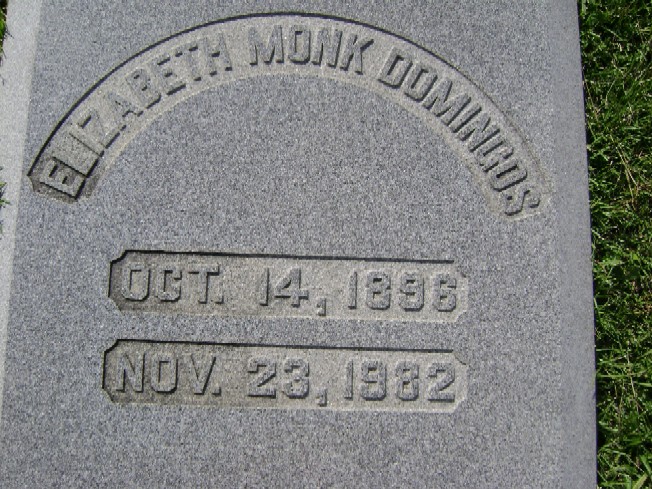 ELIZABETH MONK DOMINGOS
OCT. 14, 1896
NOV. 23, 1982